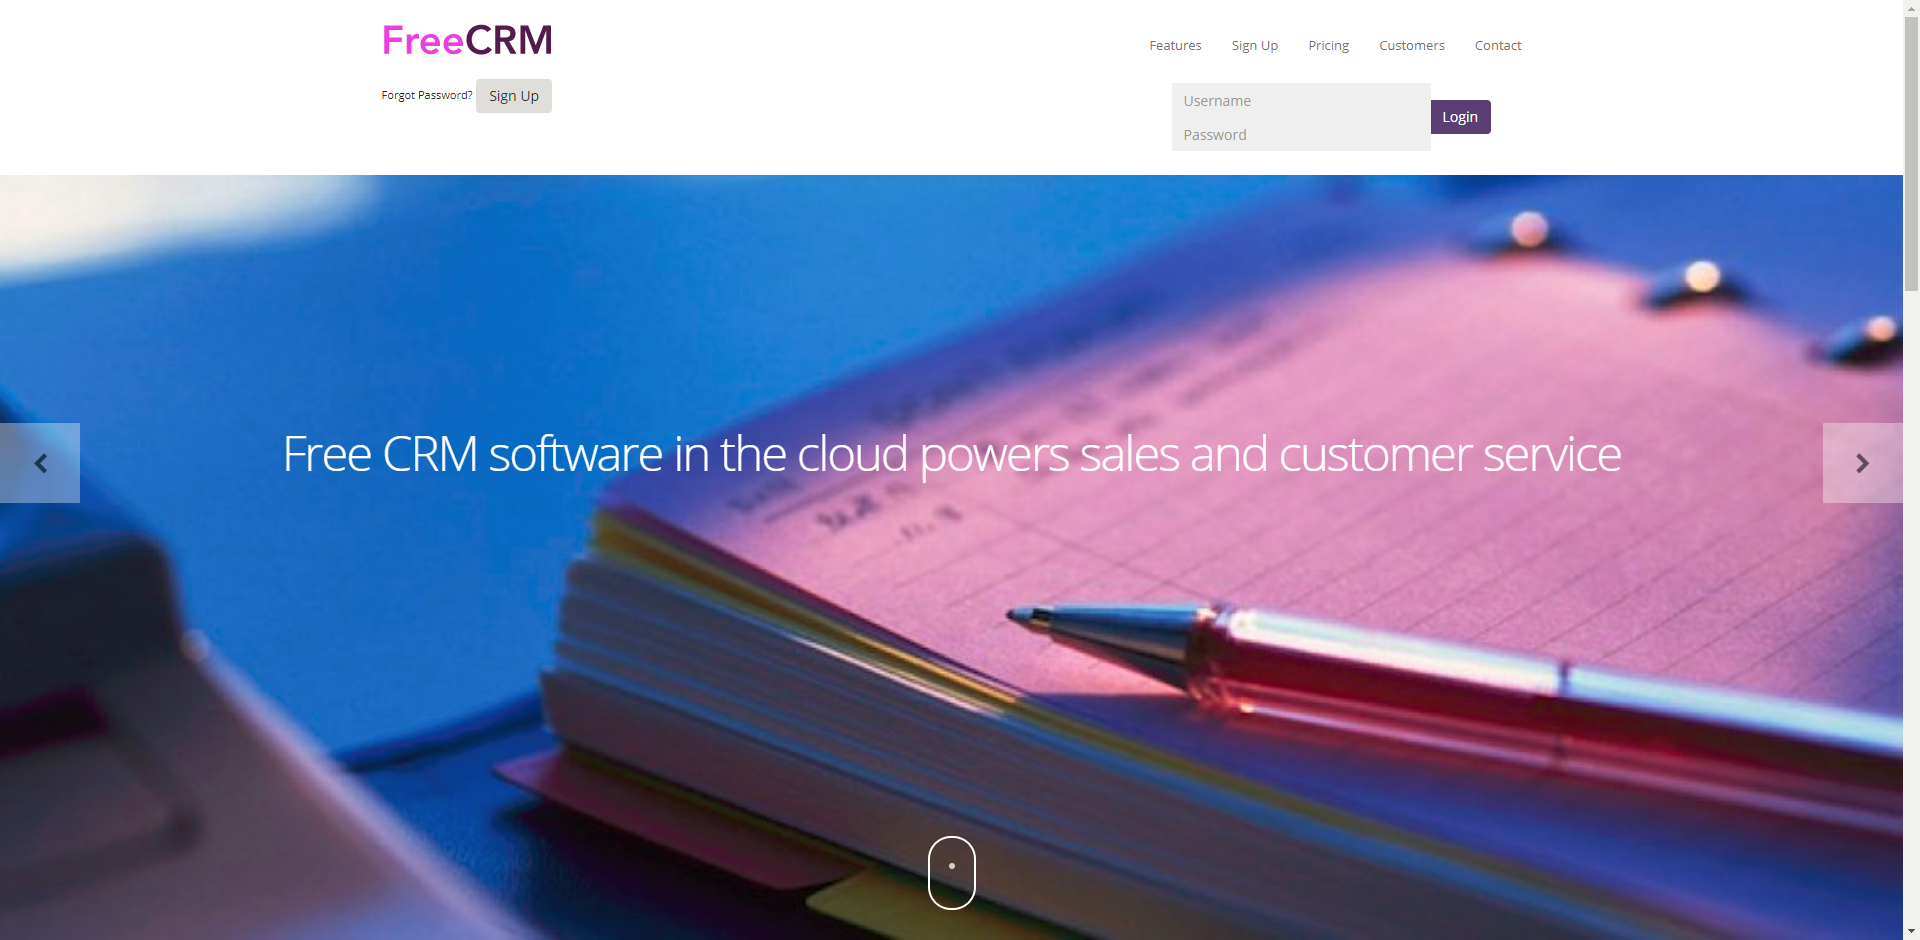 FreeCRM
Features
Sign Up
Pricing
Customers
Contact
Forgot Password?
Sign Up
Username
Password
Login
Free CRM software in the cloud powers sales and customer service